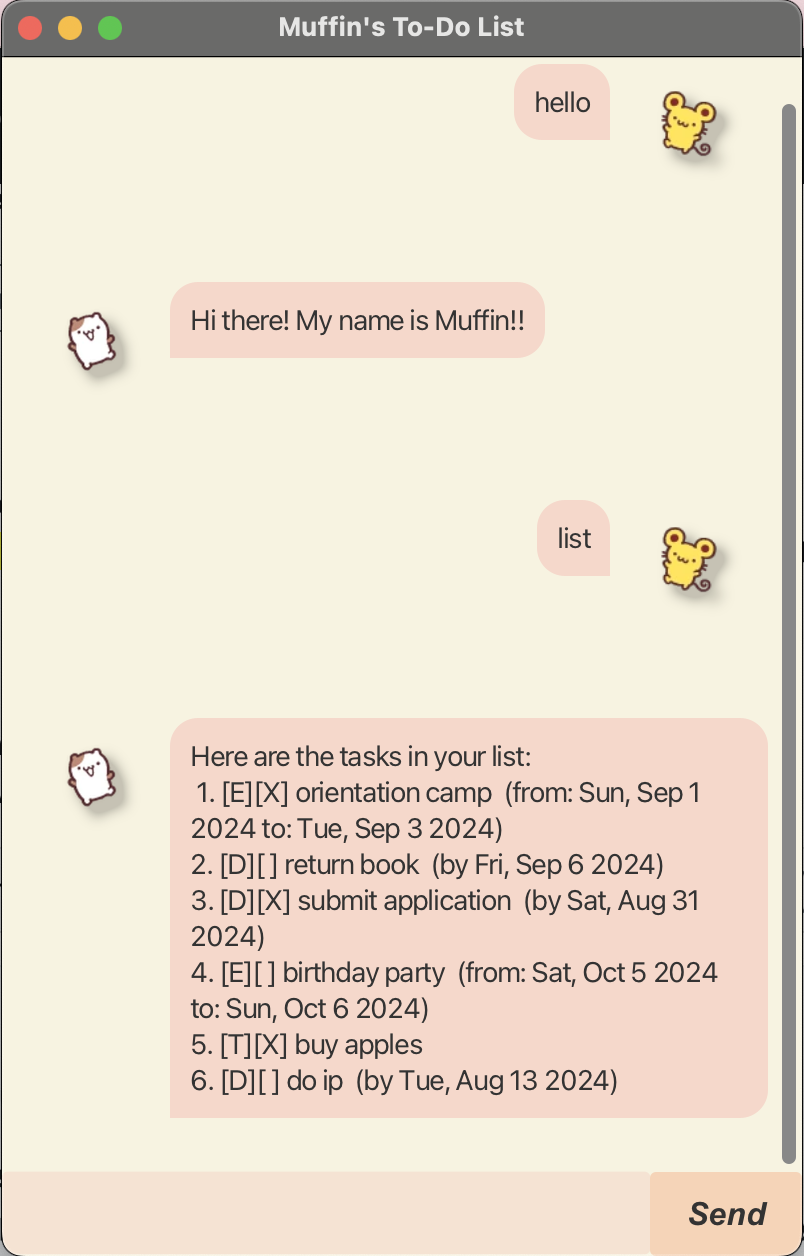 Muffin's To-Do List
hello
Hi there! My name is Muffin!!
list
Here are the tasks in your list:
1. [E][X] orientation camp  (from: Sun, Sep 1
2024 to: Tue, Sep 3 2024)
2. [D][ ] return book  (by Fri, Sep 6 2024)
3. [D][X] submit application  (by Sat, Aug 31
2024)
4. [E][ ] birthday party  (from: Sat, Oct 5 2024
to: Sun, Oct 6 2024)
5. [T][X] buy apples
6. [D][ ] do ip  (by Tue, Aug 13 2024)
Send